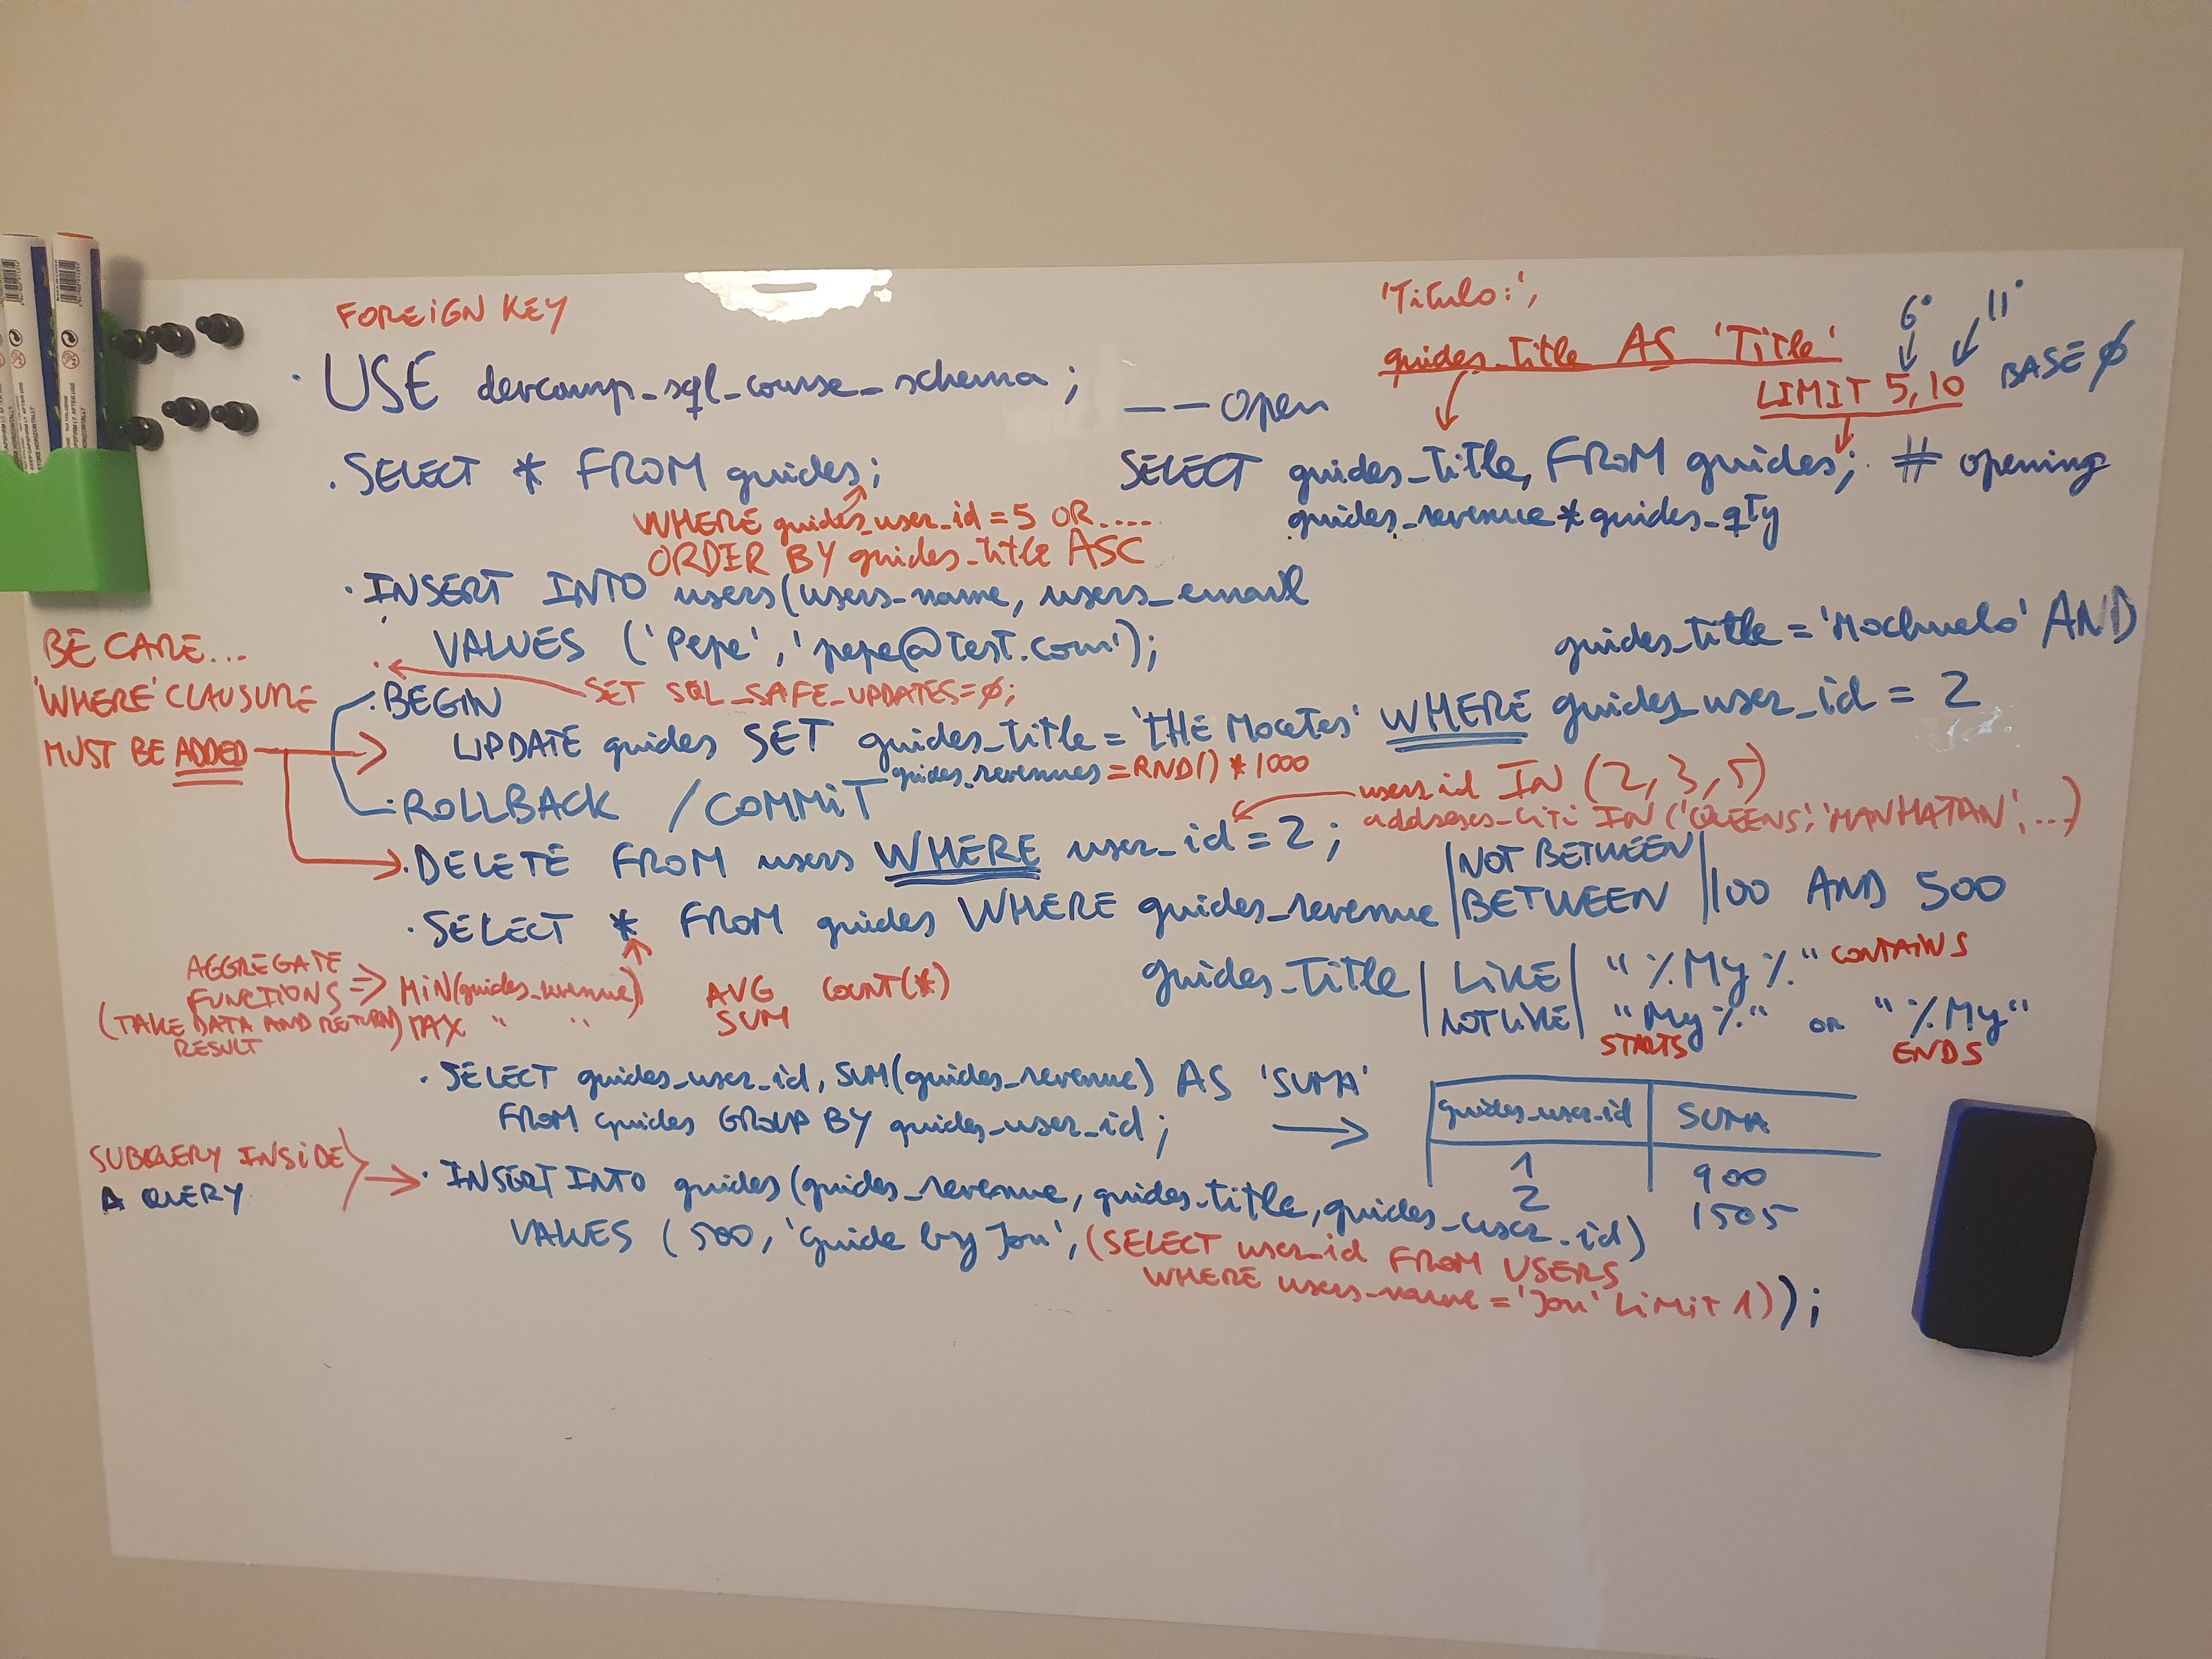 FOREIGN KEY
'Titulo:',
guides_title AS 'Title'
6° 11°
LIMIT 5,10 BASE φ
· USE devcamp_sql_course_schema;
-- Open
· SELECT * FROM guides;
SELECT guides_title, FROM guides; # opening
guides_revenue*guides_qty
WHERE guides_user_id = 5 OR ....
ORDER BY guides_title ASC
· INSERT INTO users(users_name, users_email
VALUES ('Pepe', 'pepe@test.com');
guides_title = 'Mochuelo' AND
BE CARE...
'WHERE' CLAUSURE
MUST BE ADDED
SET SQL_SAFE_UPDATES=φ;
· BEGIN
UPDATE guides SET guides_title = 'THE Mocetes' WHERE guides_user_id = 2
guides_revenues = RND() * 1000
· ROLLBACK / COMMIT
users_id IN (2, 3, 5)
IN ('QUEENS', 'MANHATAN', ...)
· DELETE FROM users WHERE user_id = 2;
· SELECT * FROM guides WHERE guides_revenue | NOT BETWEEN
BETWEEN | 100 AND 500
AGGREGATE
FUNCTIONS => MIN(guides_revenue) AVG COUNT(*)
(TAKE DATA AND RETURN) MAX " " SUM
RESULT
guides_title | LIKE | "%My%" CONTAINS
NOT LIKE | "My%" OR "%My"
STARTS ENDS
· SELECT guides_user_id, SUM(guides_revenue) AS 'SUMA'
FROM guides GROUP BY guides_user_id;
guides_user_id SUMA
1 900
2 1505
SUBQUERY INSIDE
A QUERY
· INSERT INTO guides(guides_revenue, guides_title, guides_user_id)
VALUES (500, 'Guide by Jon', (SELECT user_id FROM USERS
WHERE users_name = 'Jon' LIMIT 1));